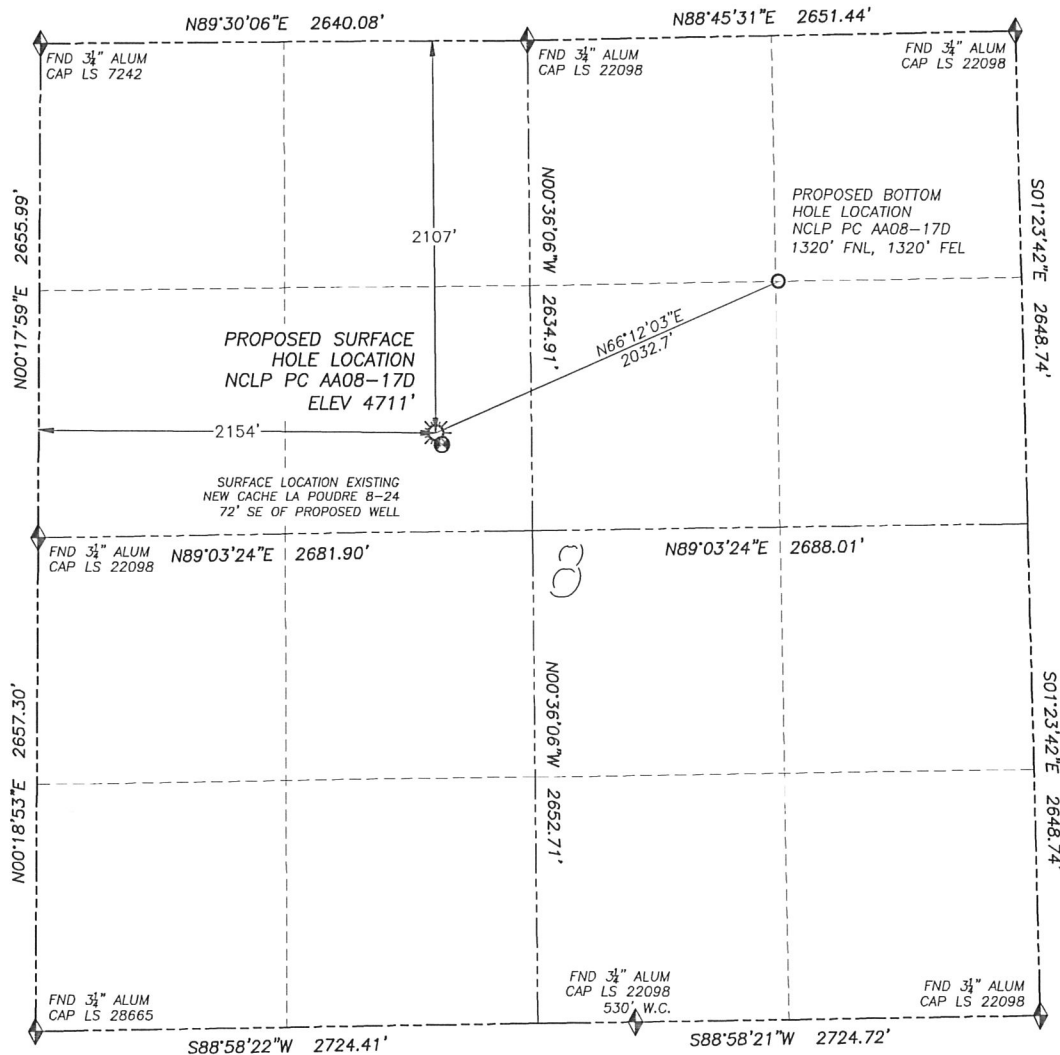 N89°30'06"E 2640.08'
N88°45'31"E 2651.44'
FND 3¼" ALUM
CAP LS 7242
FND 3¼" ALUM
CAP LS 22098
FND 3¼" ALUM
CAP LS 22098
N00°17'59"E 2655.99'
2107'
N00°36'06"W 2634.91'
PROPOSED BOTTOM
HOLE LOCATION
NCLP PC AA08-17D
1320' FNL, 1320' FEL
S01°23'42"E 2648.74'
N66°12'03"E
2032.7'
PROPOSED SURFACE
HOLE LOCATION
NCLP PC AA08-17D
ELEV 4711'
2154'
SURFACE LOCATION EXISTING
NEW CACHE LA POUDRE 8-24
72' SE OF PROPOSED WELL
FND 3¼" ALUM
CAP LS 22098
N89°03'24"E 2681.90'
8
N89°03'24"E 2688.01'
N00°18'53"E 2657.30'
N00°36'06"W 2652.71'
S01°23'42"E 2648.74'
FND 3¼" ALUM
CAP LS 28665
FND 3¼" ALUM
CAP LS 22098
530' W.C.
FND 3¼" ALUM
CAP LS 22098
S88°58'22"W 2724.41'
S88°58'21"W 2724.72'